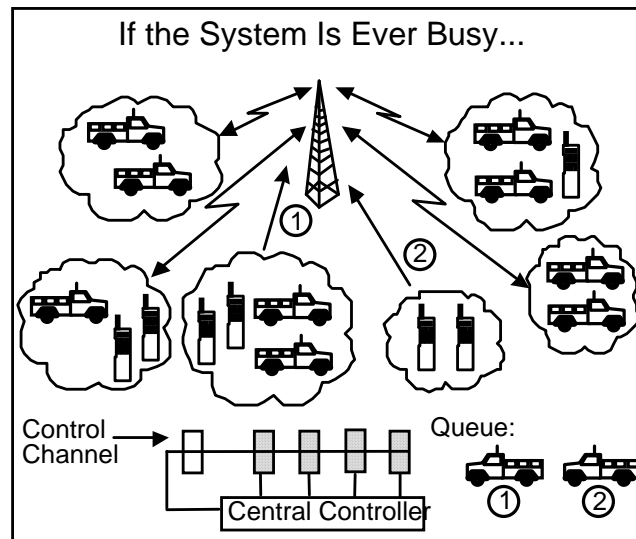 If the System Is Ever Busy...
1
2
Control
Channel
Queue:
Central Controller
1
2